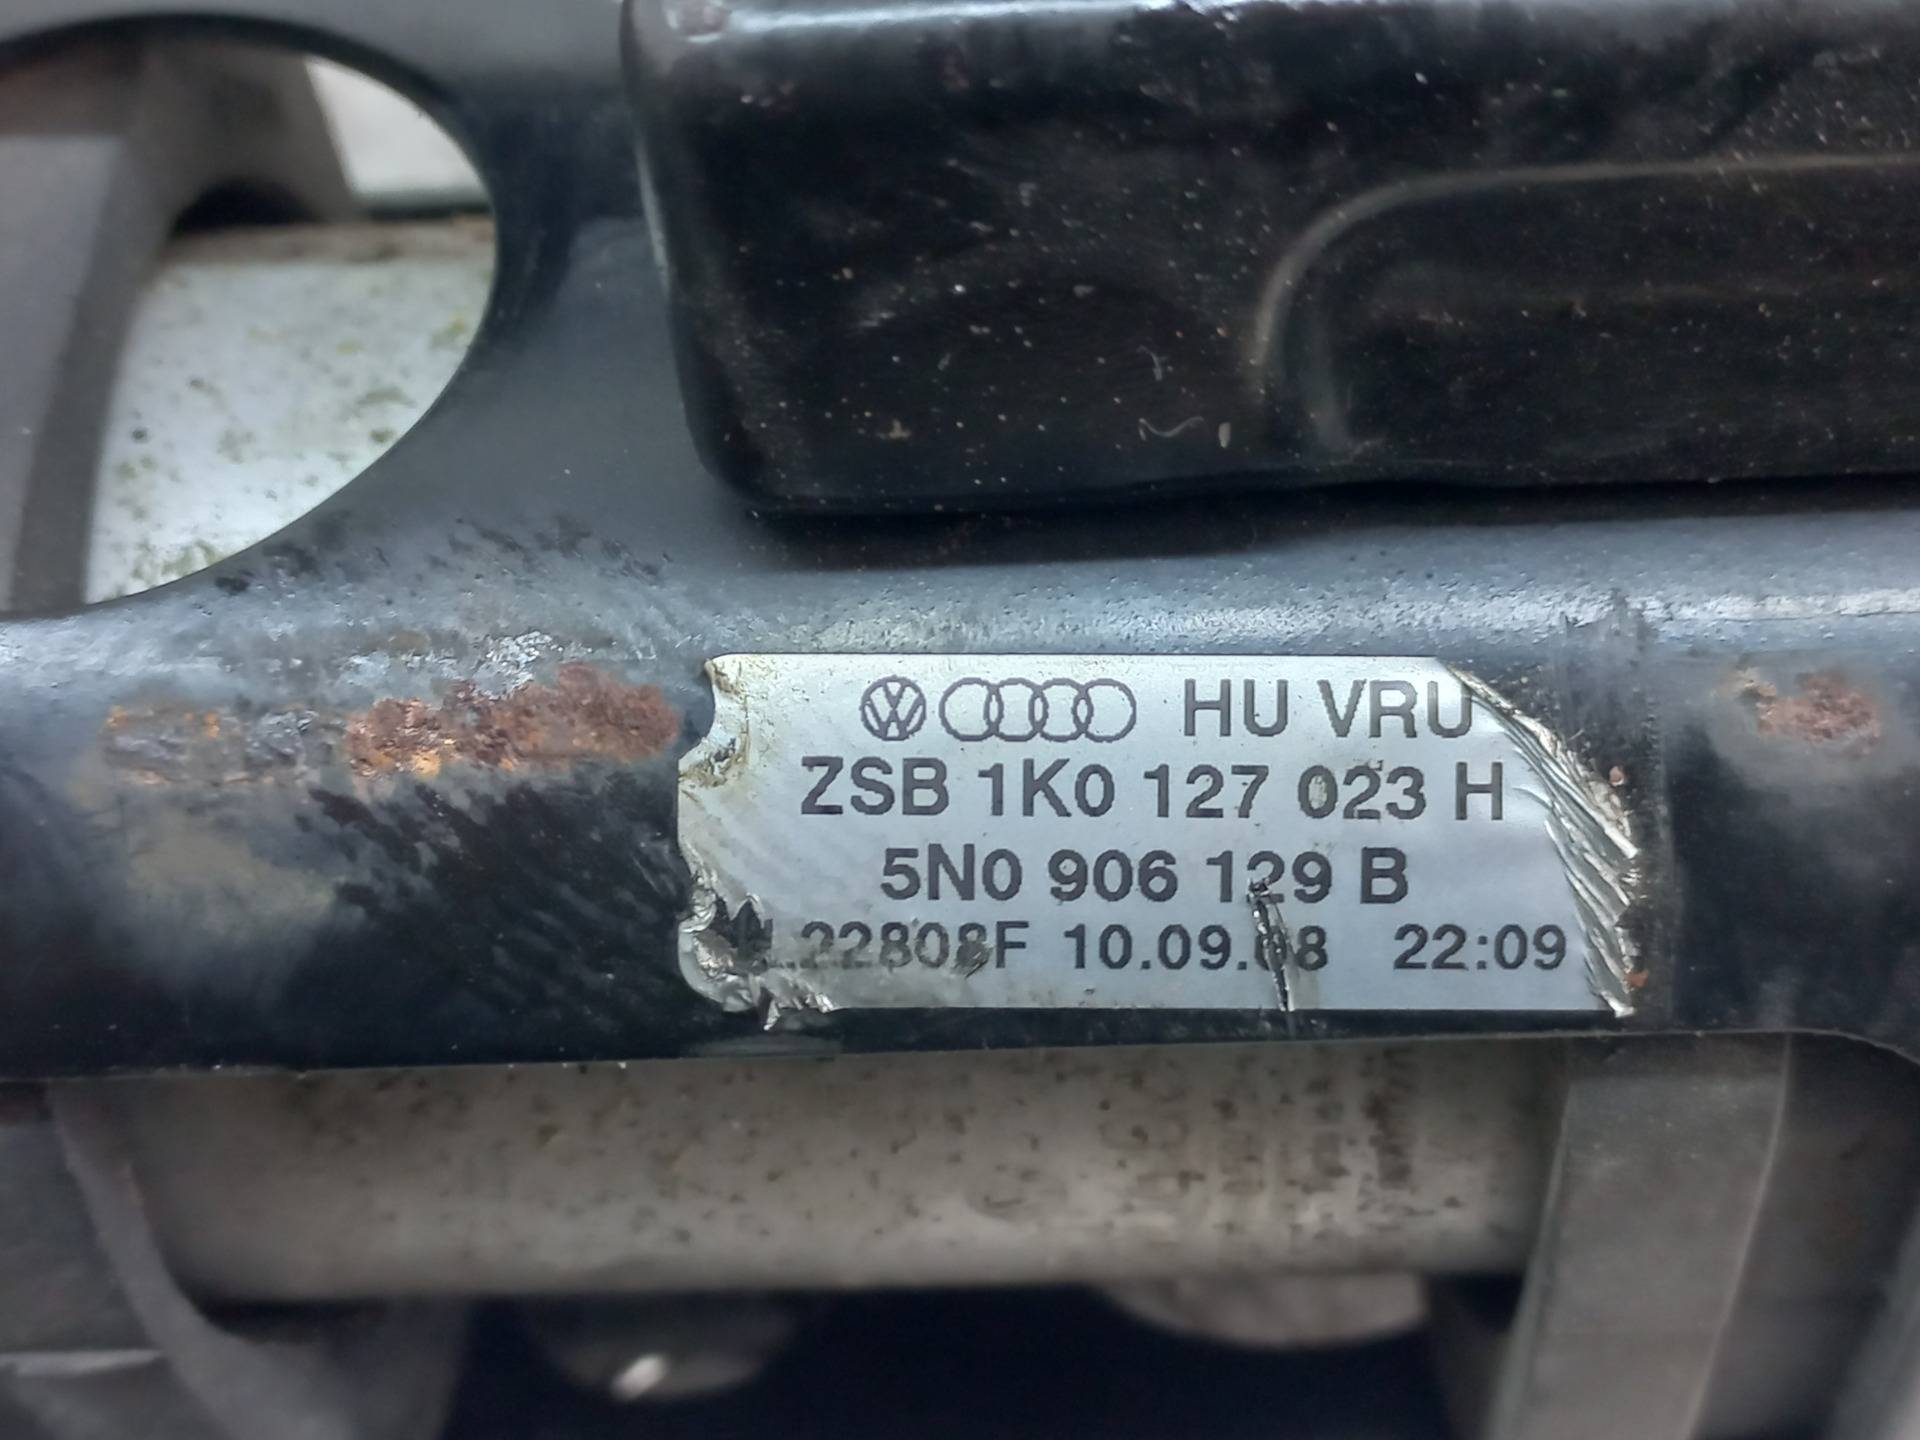 HU VRU
ZSB 1K0 127 023 H
5N0 906 129 B
22808F 10.09.08 22:09